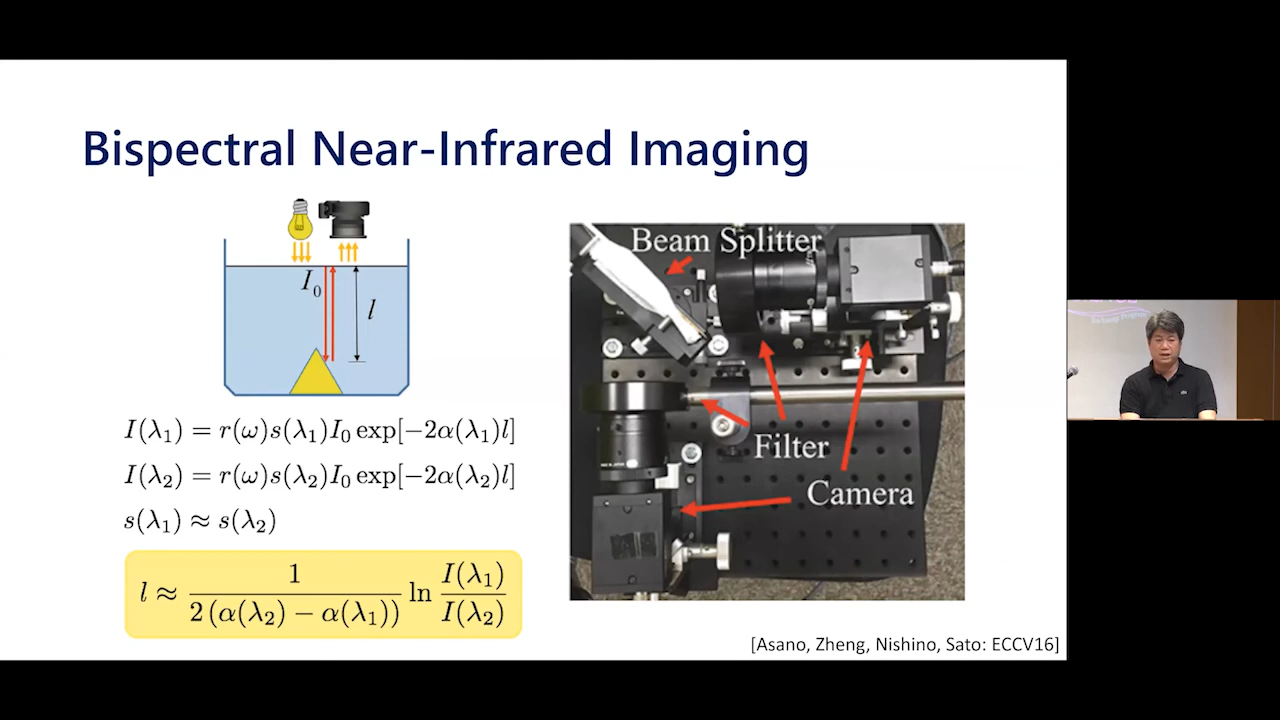 Bispectral Near-Infrared Imaging
I₀
l
I(λ₁) = r(ω)s(λ₁)I₀ exp[−2α(λ₁)l]
I(λ₂) = r(ω)s(λ₂)I₀ exp[−2α(λ₂)l]
s(λ₁) ≈ s(λ₂)
l ≈ 1 / 2 (α(λ₂) − α(λ₁)) ln I(λ₁) / I(λ₂)
Beam Splitter
Filter
Camera
[Asano, Zheng, Nishino, Sato: ECCV16]